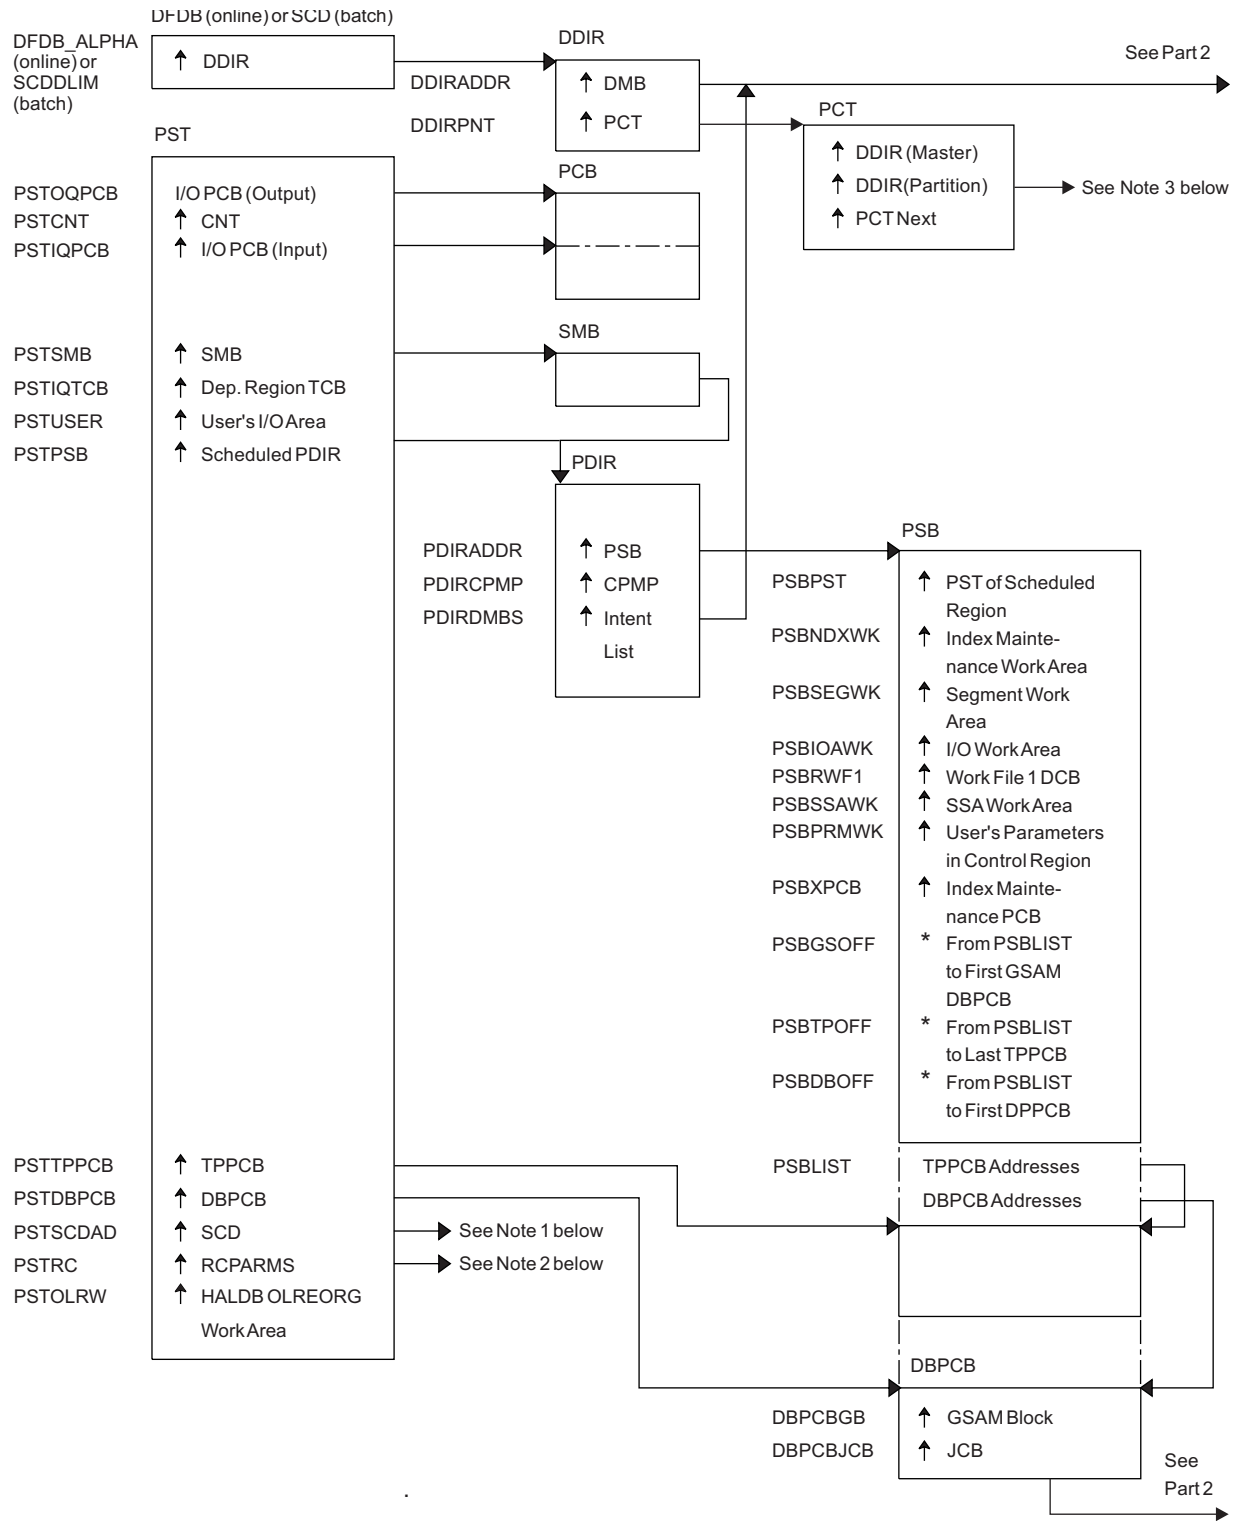 DFDB (online) or SCD (batch)
DFDB_ALPHA
(online) or
SCDDLIM
(batch)
DDIR
DDIR
DDIRADDR
DMB
DDIRPNT
PCT
See Part 2
PCT
DDIR (Master)
DDIR(Partition)
PCT Next
See Note 3 below
PST
PSTOQPCB
I/O PCB (Output)
PSTCNT
CNT
PSTIQPCB
I/O PCB (Input)
PCB
PSTSMB
SMB
SMB
PSTIQTCB
Dep. Region TCB
PSTUSER
User's I/O Area
PSTPSB
Scheduled PDIR
PDIR
PDIRADDR
PSB
PDIRCPMP
CPMP
PDIRDMBS
Intent
List
PSB
PSBPST
PST of Scheduled
Region
PSBNDXWK
Index Mainte-
nance Work Area
PSBSEGWK
Segment Work
Area
PSBIOAWK
I/O Work Area
PSBRWF1
Work File 1 DCB
PSBSSAWK
SSA Work Area
PSBPRMWK
User's Parameters
in Control Region
PSBXPCB
Index Mainte-
nance PCB
PSBGSOFF
* From PSBLIST
to First GSAM
DBPCB
PSBTPOFF
* From PSBLIST
to Last TPPCB
PSBDBOFF
* From PSBLIST
to First DPPCB
PSTTPPCB
TPPCB
PSBLIST
TPPCB Addresses
PSTDBPCB
DBPCB
DBPCB Addresses
PSTSCDAD
SCD
See Note 1 below
PSTRC
RCPARMS
See Note 2 below
PSTOLRW
HALDB OLREORG
Work Area
DBPCB
DBPCBGB
GSAM Block
DBPCBJCB
JCB
See
Part 2
.